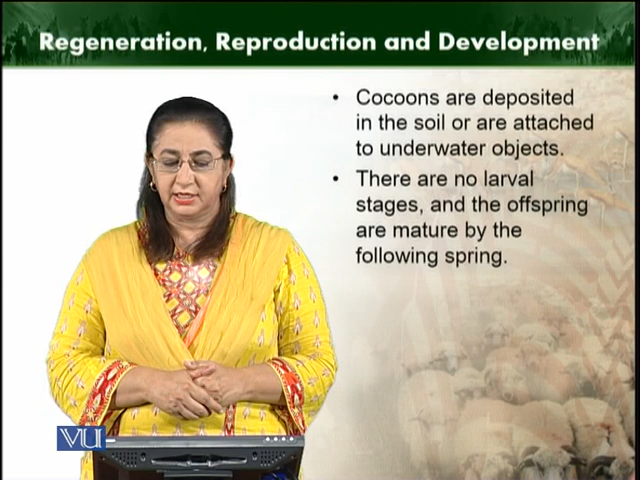 Regeneration, Reproduction and Development
• Cocoons are deposited
in the soil or are attached
to underwater objects.
• There are no larval
stages, and the offspring
are mature by the
following spring.
VU